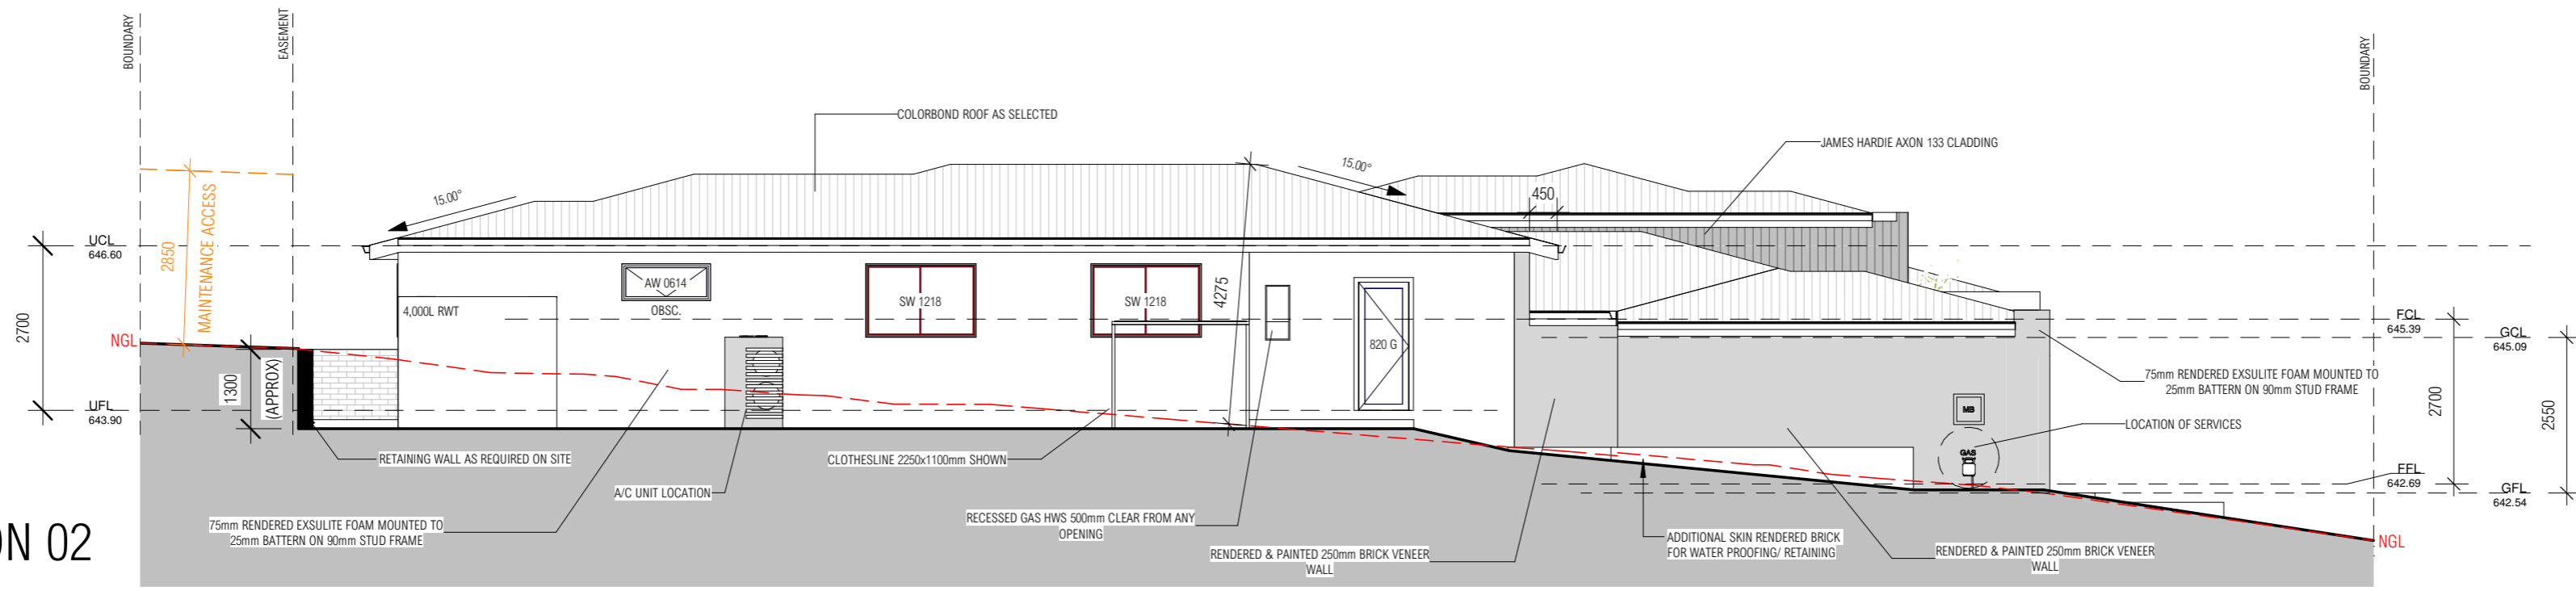 BOUNDARY
EASEMENT
BOUNDARY
COLORBOND ROOF AS SELECTED
JAMES HARDIE AXON 133 CLADDING
15.00°
15.00°
450
2850
MAINTENANCE ACCESS
UCL
646.60
2700
4275
AW 0614
OBSC.
SW 1218
SW 1218
4,000L RWT
820 G
FCL
645.39
GCL
645.09
NGL
1300
(APPROX)
UFL
643.90
75mm RENDERED EXSULITE FOAM MOUNTED TO
25mm BATTERN ON 90mm STUD FRAME
2700
2550
MB
LOCATION OF SERVICES
GAS
RETAINING WALL AS REQUIRED ON SITE
CLOTHESLINE 2250x1100mm SHOWN
A/C UNIT LOCATION
FFL
642.69
GFL
642.54
75mm RENDERED EXSULITE FOAM MOUNTED TO
25mm BATTERN ON 90mm STUD FRAME
RECESSED GAS HWS 500mm CLEAR FROM ANY
OPENING
RENDERED & PAINTED 250mm BRICK VENEER
WALL
ADDITIONAL SKIN RENDERED BRICK
FOR WATER PROOFING/ RETAINING
RENDERED & PAINTED 250mm BRICK VENEER
WALL
NGL
ON 02